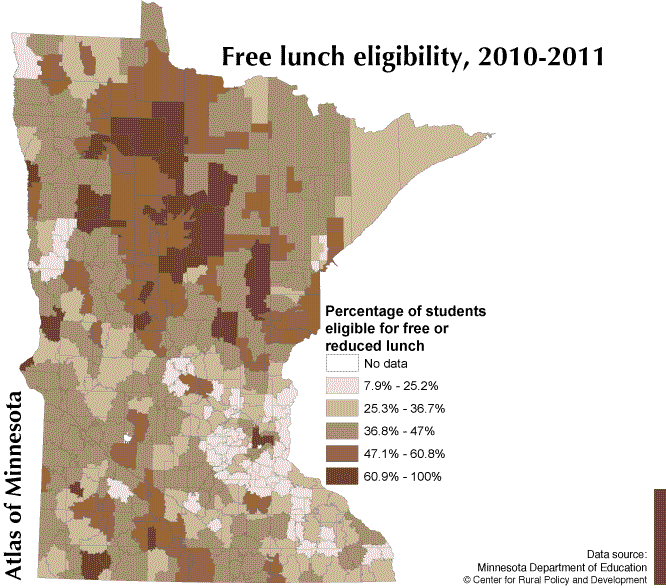 Free lunch eligibility, 2010-2011
Percentage of students
eligible for free or
reduced lunch
No data
7.9% - 25.2%
25.3% - 36.7%
36.8% - 47%
47.1% - 60.8%
60.9% - 100%
Atlas of Minnesota
Data source:
Minnesota Department of Education
© Center for Rural Policy and Development